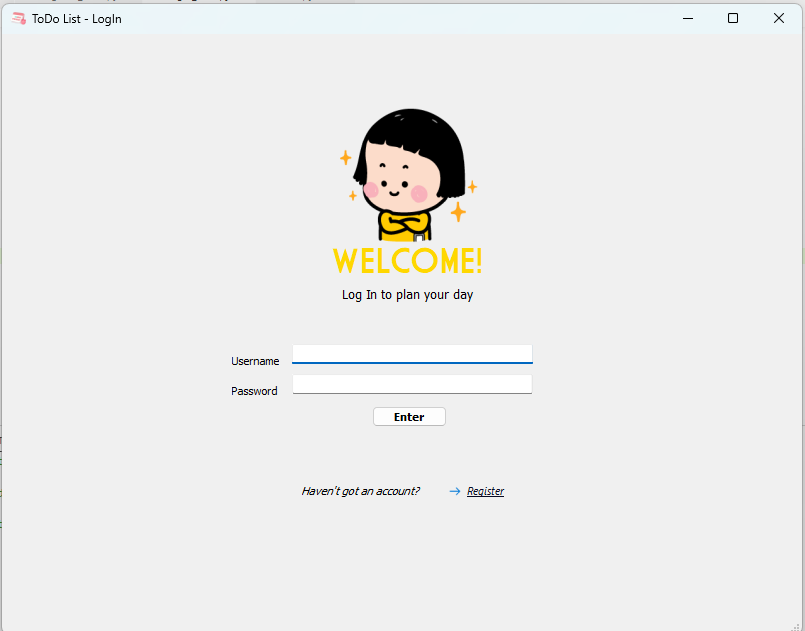 ToDo List - LogIn
WELCOME!
Log In to plan your day
Username
Password
Enter
Haven't got an account? → Register